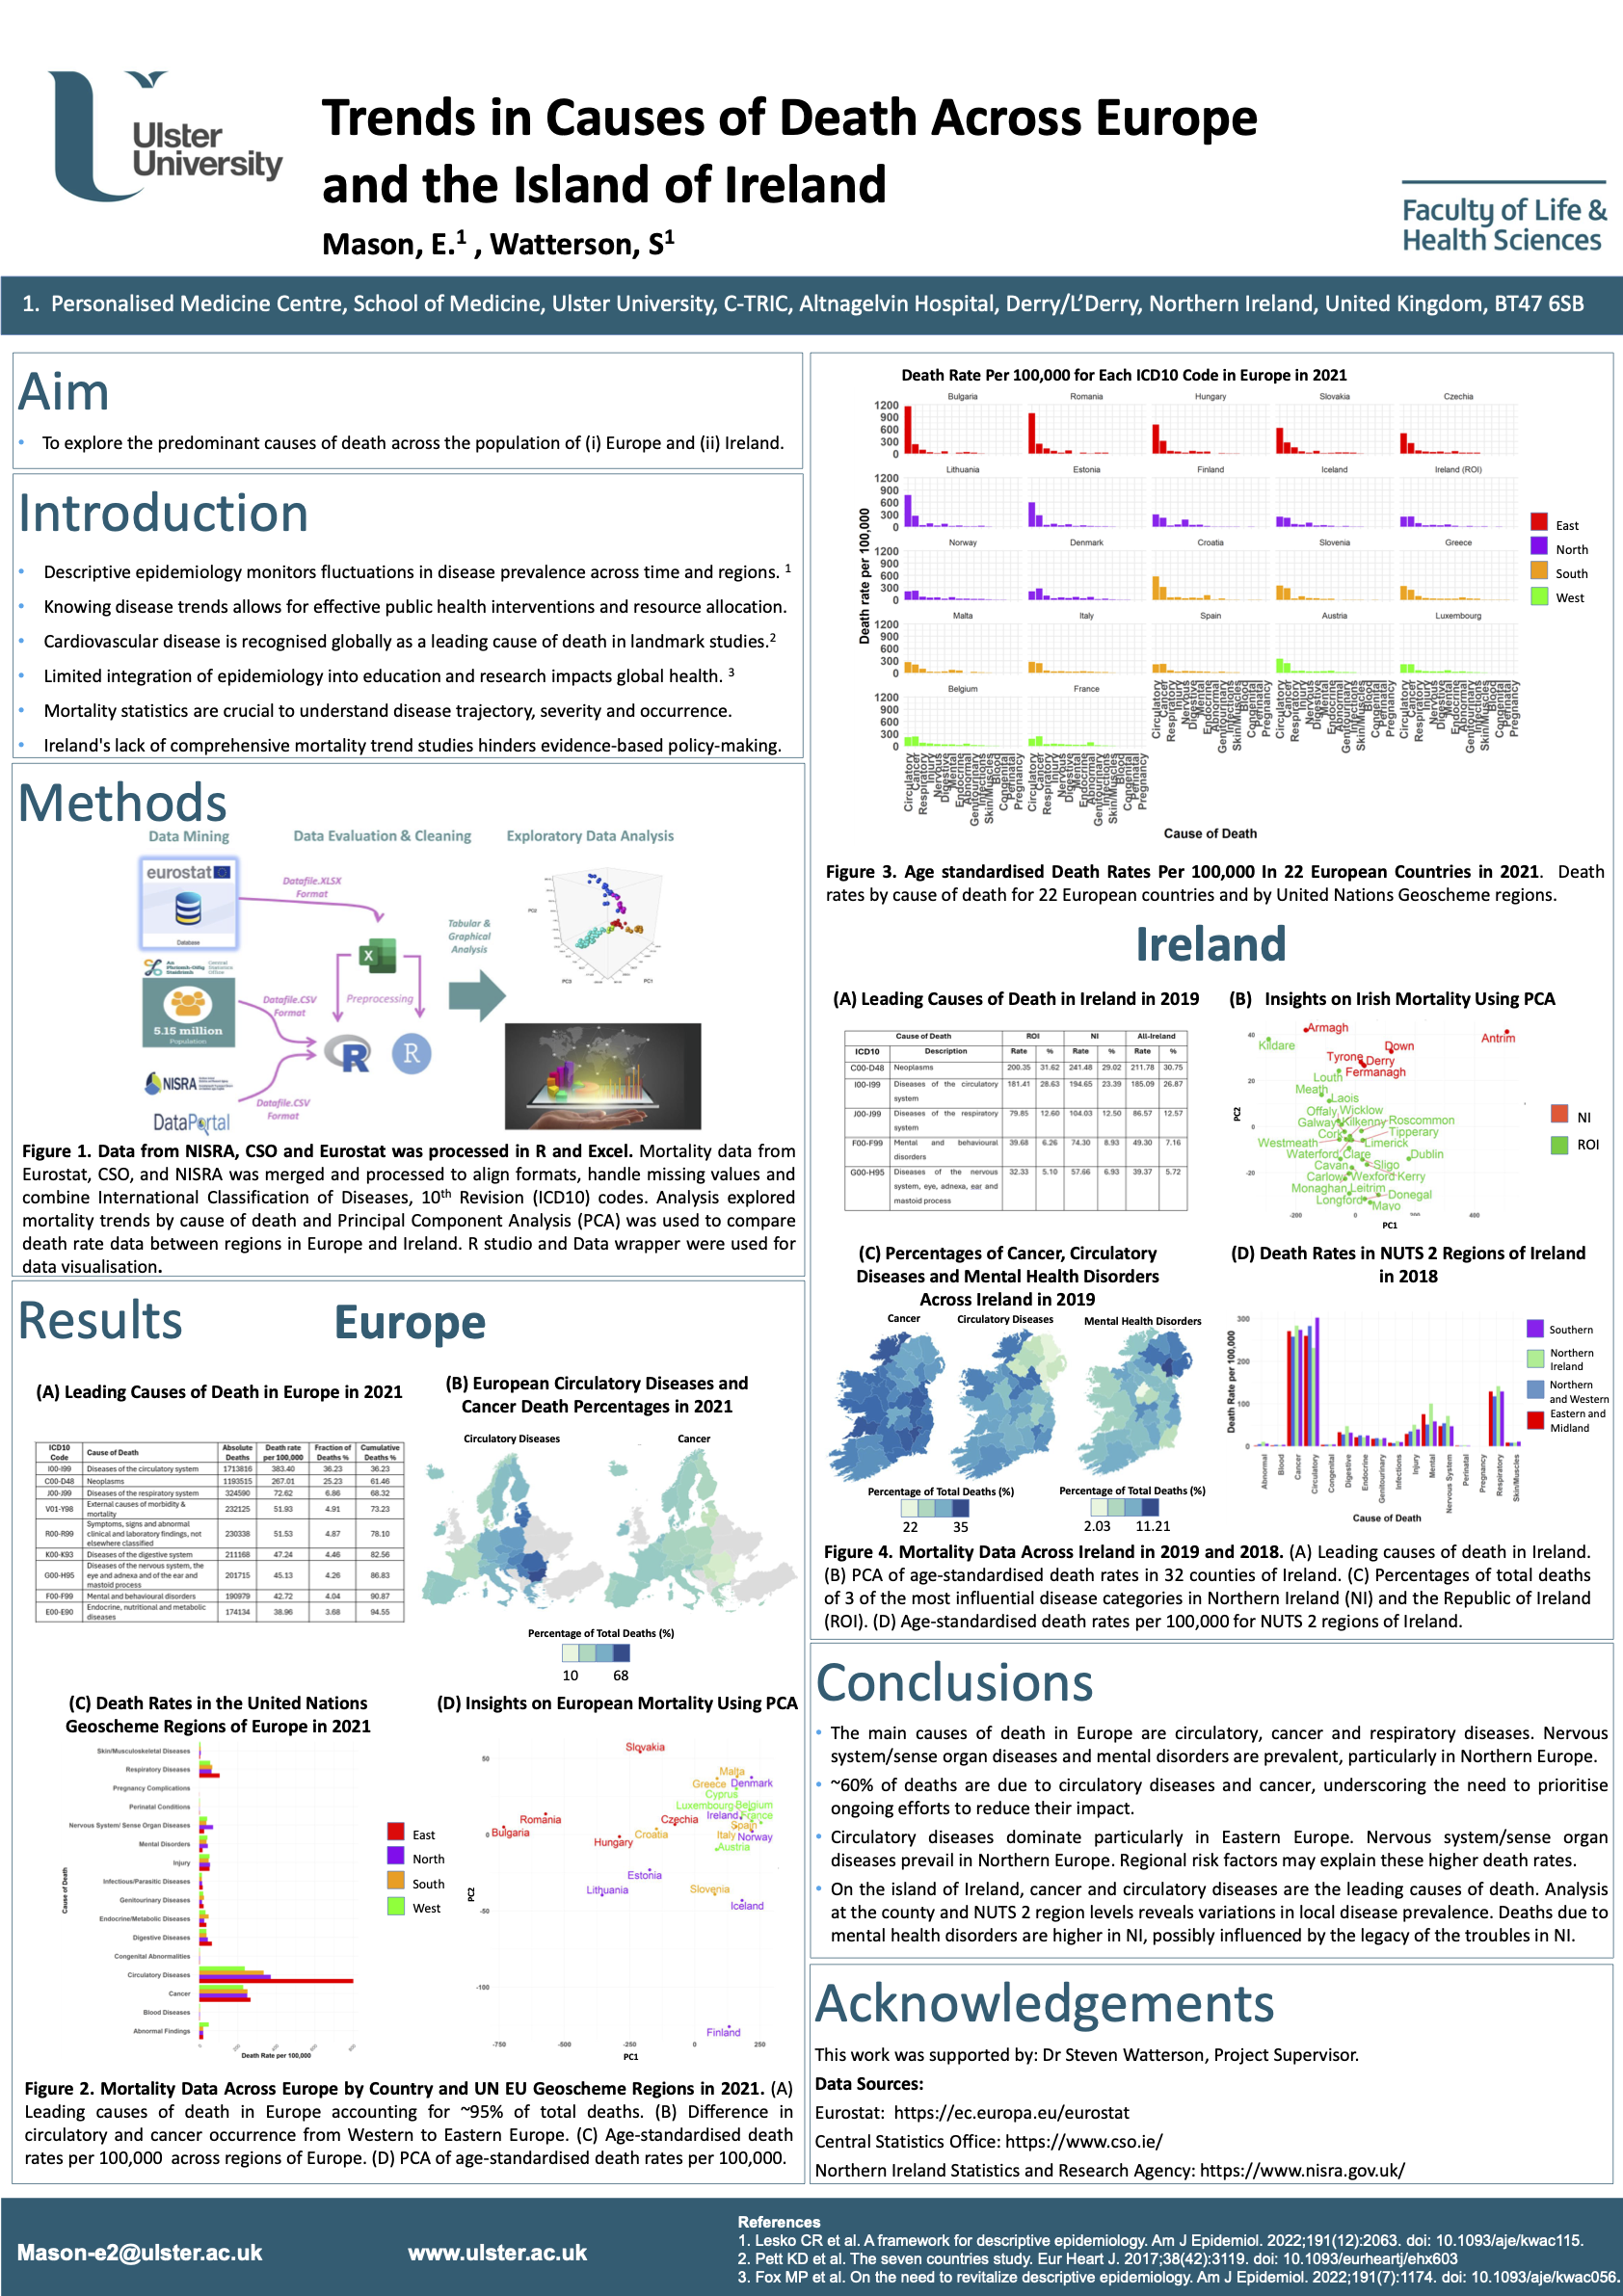 Ulster
University
Trends in Causes of Death Across Europe
and the Island of Ireland
Mason, E.1 , Watterson, S1
Faculty of Life &
Health Sciences
1. Personalised Medicine Centre, School of Medicine, Ulster University, C-TRIC, Altnagelvin Hospital, Derry/L'Derry, Northern Ireland, United Kingdom, BT47 6SB
Aim
• To explore the predominant causes of death across the population of (i) Europe and (ii) Ireland.
Introduction
• Descriptive epidemiology monitors fluctuations in disease prevalence across time and regions. 1
• Knowing disease trends allows for effective public health interventions and resource allocation.
• Cardiovascular disease is recognised globally as a leading cause of death in landmark studies.2
• Limited integration of epidemiology into education and research impacts global health. 3
• Mortality statistics are crucial to understand disease trajectory, severity and occurrence.
• Ireland's lack of comprehensive mortality trend studies hinders evidence-based policy-making.
Methods
Data Mining
Data Evaluation & Cleaning
Exploratory Data Analysis
eurostat
Database
Datafile.XLSX
Format
Tabular &
Graphical
Analysis
5.15 million
Population
Datafile.CSV
Format
Preprocessing
R
R
NISRA
Datafile.CSV
Format
DataPortal
PC2
PC3
PC1
Figure 1. Data from NISRA, CSO and Eurostat was processed in R and Excel. Mortality data from
Eurostat, CSO, and NISRA was merged and processed to align formats, handle missing values and
combine International Classification of Diseases, 10th Revision (ICD10) codes. Analysis explored
mortality trends by cause of death and Principal Component Analysis (PCA) was used to compare
death rate data between regions in Europe and Ireland. R studio and Data wrapper were used for
data visualisation.
Results
Europe
(A) Leading Causes of Death in Europe in 2021
ICD10 Code Cause of Death Absolute Deaths Death rate per 100,000 Fraction of Deaths % Cumulative Deaths %
I00-I99 Diseases of the circulatory system 1713816 383.40 36.23 36.23
C00-D48 Neoplasms 1193515 267.01 25.23 61.46
J00-J99 Diseases of the respiratory system 324590 72.62 6.86 68.32
V01-Y98 External causes of morbidity & mortality 232125 51.93 4.91 73.23
R00-R99 Symptoms, signs and abnormal clinical and laboratory findings, not elsewhere classified 230338 51.53 4.87 78.10
K00-K93 Diseases of the digestive system 211168 47.24 4.46 82.56
G00-H95 Diseases of the nervous system, the eye and adnexa and of the ear and mastoid process 201715 45.13 4.26 86.83
F00-F99 Mental and behavioural disorders 190979 42.72 4.04 90.87
E00-E90 Endocrine, nutritional and metabolic diseases 174134 38.96 3.68 94.55
(B) European Circulatory Diseases and
Cancer Death Percentages in 2021
Circulatory Diseases
Cancer
Percentage of Total Deaths (%)
10 68
(C) Death Rates in the United Nations
Geoscheme Regions of Europe in 2021
Cause of Death
Skin/Musculoskeletal Diseases
Respiratory Diseases
Pregnancy Complications
Perinatal Conditions
Nervous System/ Sense Organ Diseases
Mental Disorders
Injury
Infectious/Parasitic Diseases
Genitourinary Diseases
Endocrine/Metabolic Diseases
Digestive Diseases
Congenital Abnormalities
Circulatory Diseases
Cancer
Blood Diseases
Abnormal Findings
Death Rate per 100,000
East
North
South
West
(D) Insights on European Mortality Using PCA
PC2
50
0
-50
-100
Slovakia
Malta
Greece
Denmark
Cyprus
Luxembourg
Belgium
Ireland
France
Romania
Czechia
Spain
Bulgaria
Hungary
Croatia
Italy
Norway
Austria
Estonia
Lithuania
Slovenia
Iceland
Finland
-750 -500 -250 0 250
PC1
Figure 2. Mortality Data Across Europe by Country and UN EU Geoscheme Regions in 2021. (A)
Leading causes of death in Europe accounting for ~95% of total deaths. (B) Difference in
circulatory and cancer occurrence from Western to Eastern Europe. (C) Age-standardised death
rates per 100,000 across regions of Europe. (D) PCA of age-standardised death rates per 100,000.
Death Rate Per 100,000 for Each ICD10 Code in Europe in 2021
Death rate per 100,000
Bulgaria Romania Hungary Slovakia Czechia
1200
900
600
300
0
Lithuania Estonia Finland Iceland Ireland (ROI)
1200
900
600
300
0
Norway Denmark Croatia Slovenia Greece
1200
900
600
300
0
Malta Italy Spain Austria Luxembourg
1200
900
600
300
0
Belgium France
1200
900
600
300
0
Circulatory
Cancer
Respiratory
Injury
Nervous
Digestive
Mental
Endocrine
Abnormal
Genitourinary
Infections
Skin/Muscles
Blood
Congenital
Perinatal
Pregnancy
Cause of Death
East
North
South
West
Figure 3. Age standardised Death Rates Per 100,000 In 22 European Countries in 2021. Death
rates by cause of death for 22 European countries and by United Nations Geoscheme regions.
Ireland
(A) Leading Causes of Death in Ireland in 2019
Cause of Death ROI NI All-Ireland
ICD10 Description Rate % Rate % Rate %
C00-D48 Neoplasms 200.35 31.62 241.48 29.02 211.78 30.75
I00-I99 Diseases of the circulatory system 181.41 28.63 194.65 23.39 185.09 26.87
J00-J99 Diseases of the respiratory system 79.85 12.60 104.03 12.50 86.57 12.57
F00-F99 Mental and behavioural disorders 39.68 6.26 74.30 8.93 49.30 7.16
G00-H95 Diseases of the nervous system, eye, adnexa, ear and mastoid process 32.33 5.10 57.66 6.93 39.37 5.72
(B) Insights on Irish Mortality Using PCA
PC2
40
20
0
-20
Armagh
Antrim
Kildare
Down
Tyrone
Derry
Fermanagh
Louth
Meath
Laois
Offaly
Wicklow
Galway
Kilkenny
Roscommon
Cork
Tipperary
Westmeath
Limerick
Waterford
Clare
Dublin
Cavan
Sligo
Carlow
Wexford
Kerry
Monaghan
Leitrim
Longford
Donegal
Mayo
-200 0 200 400
PC1
NI
ROI
(C) Percentages of Cancer, Circulatory
Diseases and Mental Health Disorders
Across Ireland in 2019
Cancer
Circulatory Diseases
Mental Health Disorders
Percentage of Total Deaths (%)
22 35
Percentage of Total Deaths (%)
2.03 11.21
(D) Death Rates in NUTS 2 Regions of Ireland
in 2018
Death Rate per 100,000
300
200
100
0
Abnormal
Blood
Cancer
Circulatory
Congenital
Digestive
Endocrine
Genitourinary
Infections
Injury
Mental
Nervous System
Perinatal
Pregnancy
Respiratory
Skin/Muscles
Cause of Death
Southern
Northern
Ireland
Northern
and Western
Eastern and
Midland
Figure 4. Mortality Data Across Ireland in 2019 and 2018. (A) Leading causes of death in Ireland.
(B) PCA of age-standardised death rates in 32 counties of Ireland. (C) Percentages of total deaths
of 3 of the most influential disease categories in Northern Ireland (NI) and the Republic of Ireland
(ROI). (D) Age-standardised death rates per 100,000 for NUTS 2 regions of Ireland.
Conclusions
• The main causes of death in Europe are circulatory, cancer and respiratory diseases. Nervous
system/sense organ diseases and mental disorders are prevalent, particularly in Northern Europe.
• ~60% of deaths are due to circulatory diseases and cancer, underscoring the need to prioritise
ongoing efforts to reduce their impact.
• Circulatory diseases dominate particularly in Eastern Europe. Nervous system/sense organ
diseases prevail in Northern Europe. Regional risk factors may explain these higher death rates.
• On the island of Ireland, cancer and circulatory diseases are the leading causes of death. Analysis
at the county and NUTS 2 region levels reveals variations in local disease prevalence. Deaths due to
mental health disorders are higher in NI, possibly influenced by the legacy of the troubles in NI.
Acknowledgements
This work was supported by: Dr Steven Watterson, Project Supervisor.
Data Sources:
Eurostat: https://ec.europa.eu/eurostat
Central Statistics Office: https://www.cso.ie/
Northern Ireland Statistics and Research Agency: https://www.nisra.gov.uk/
Mason-e2@ulster.ac.uk
www.ulster.ac.uk
References
1. Lesko CR et al. A framework for descriptive epidemiology. Am J Epidemiol. 2022;191(12):2063. doi: 10.1093/aje/kwac115.
2. Pett KD et al. The seven countries study. Eur Heart J. 2017;38(42):3119. doi: 10.1093/eurheartj/ehx603
3. Fox MP et al. On the need to revitalize descriptive epidemiology. Am J Epidemiol. 2022;191(7):1174. doi: 10.1093/aje/kwac056.